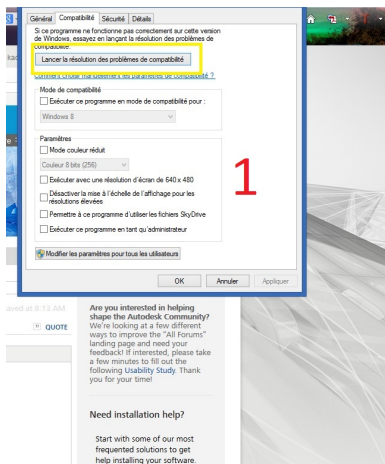 Général Compatibilité Sécurité Détails
Si ce programme ne fonctionne pas correctement sur cette version
de Windows, essayez en lançant la résolution des problèmes de
compatibilité.
Lancer la résolution des problèmes de compatibilité
Comment choisir manuellement les paramètres de compatibilité ?
Mode de compatibilité
Exécuter ce programme en mode de compatibilité pour :
Windows 8
Paramètres
Mode couleur réduit
Couleur 8 bits (256)
Exécuter avec une résolution d'écran de 640 x 480
Désactiver la mise à l'échelle de l'affichage pour les
résolutions élevées
Permettre à ce programme d'utiliser les fichiers SkyDrive
Exécuter ce programme en tant qu'administrateur
1
Modifier les paramètres pour tous les utilisateurs
OK Annuler Appliquer
at 6:13 AM
QUOTE
Are you interested in helping
shape the Autodesk Community?
We're looking at a few different
ways to improve the "All Forums"
landing page and need your
feedback! If interested, please take
a few minutes to fill out the
following Usability Study. Thank
you for your time!
Need installation help?
Start with some of our most
frequented solutions to get
help installing your software.